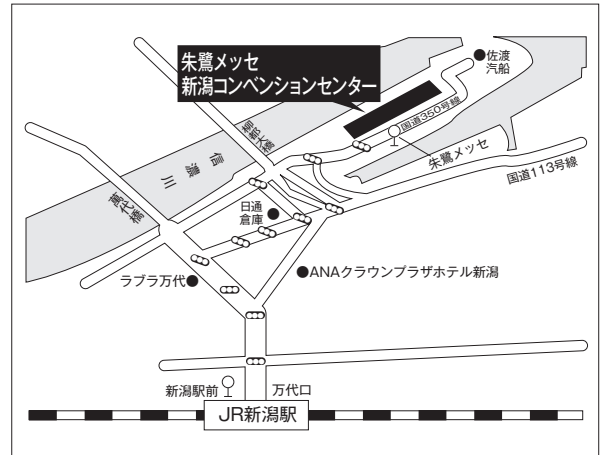 朱鷺メッセ
新潟コンベンションセンター
佐渡
汽船
柳都大橋
国道350号線
朱鷺メッセ
国道113号線
信濃川
萬代橋
日通
倉庫
ラブラ万代
ANAクラウンプラザホテル新潟
新潟駅前
万代口
JR新潟駅